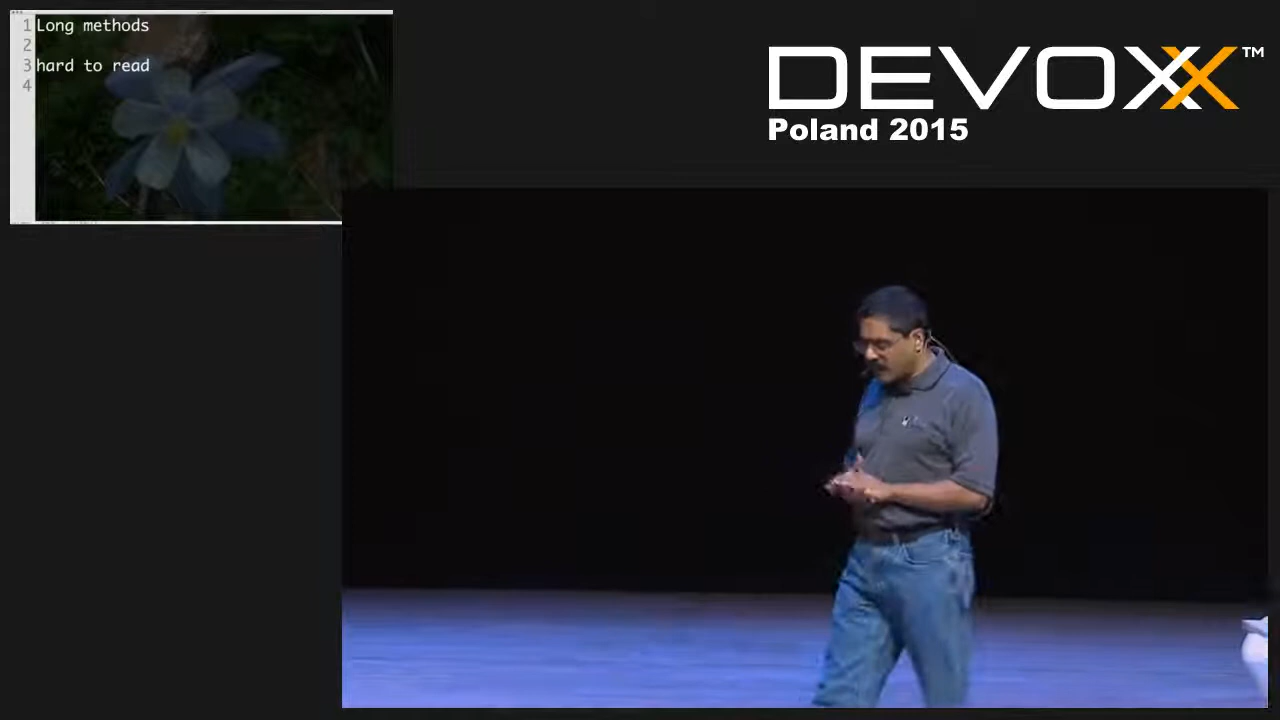 1 Long methods
2
3 hard to read
4
DEVOXX™
Poland 2015